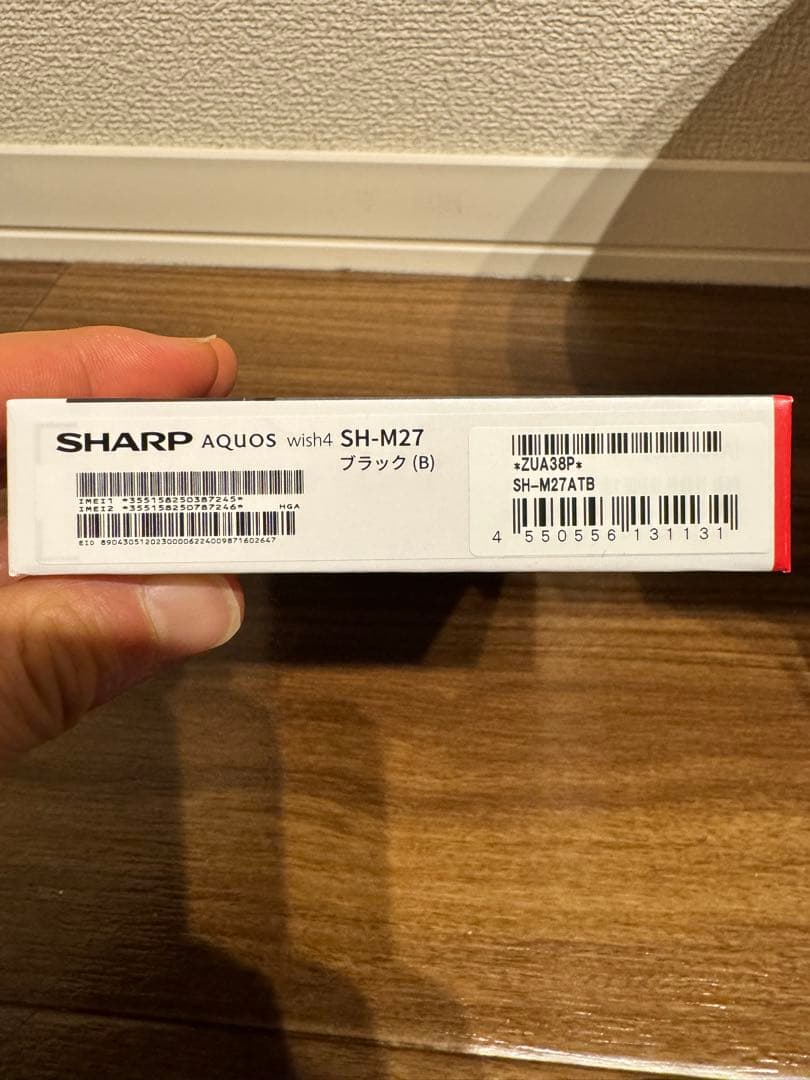 SHARP AQUOS wish4 SH-M27
ブラック (B)
IMEI1 *355158250387245*
IMEI2 *355158250787246* HGA
EID 89043051202300006224009871602647
*ZUA38P*
SH-M27ATB
4 550556 131131